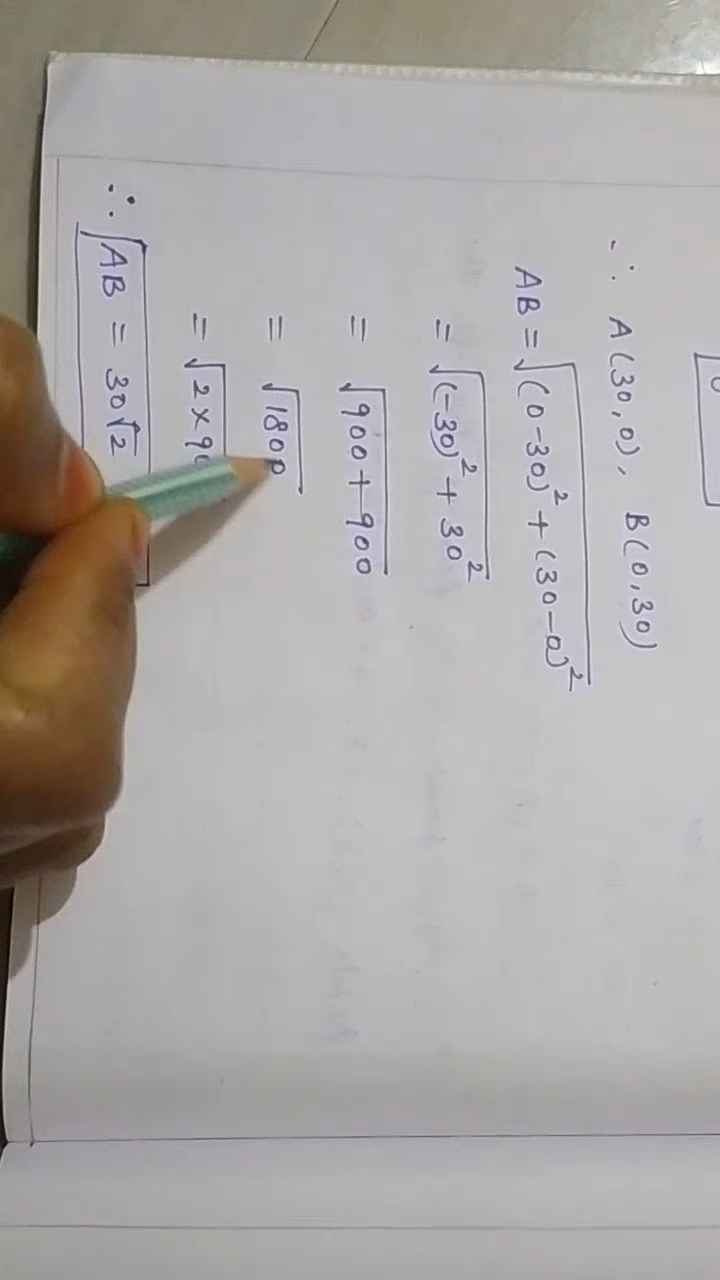 ∴ A(30,0), B(0,30)
AB = √(0-30)² + (30-0)²
= √(-30)² + 30²
= √900 + 900
= √1800
= √2 × 90
∴ AB = 30√2